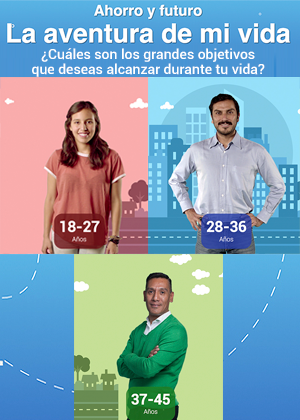 Ahorro y futuro
La aventura de mi vida
¿Cuáles son los grandes objetivos
que deseas alcanzar durante tu vida?
18-27
Años
28-36
Años
37-45
Años